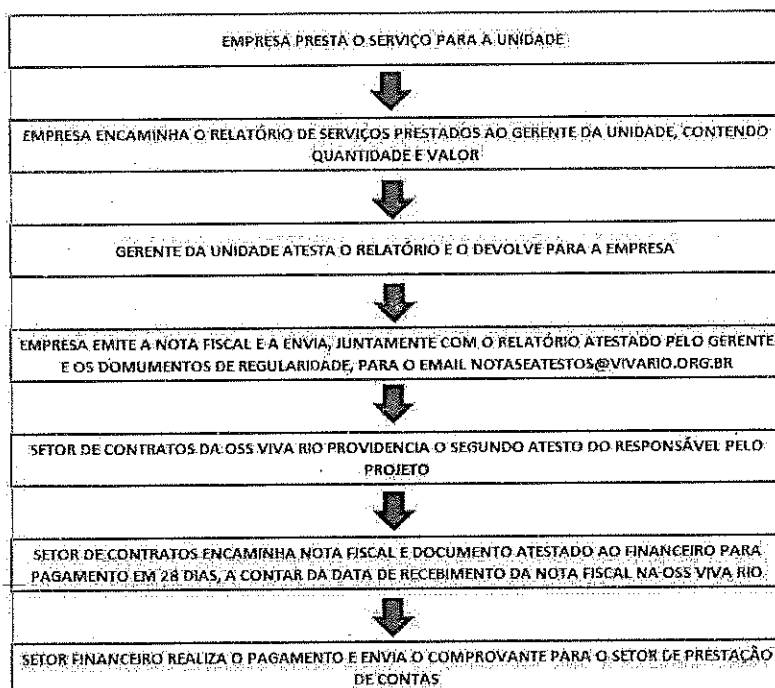 EMPRESA PRESTA O SERVIÇO PARA A UNIDADE
EMPRESA ENCAMINHA O RELATÓRIO DE SERVIÇOS PRESTADOS AO GERENTE DA UNIDADE, CONTENDO
QUANTIDADE E VALOR
GERENTE DA UNIDADE ATESTA O RELATÓRIO E O DEVOLVE PARA A EMPRESA
EMPRESA EMITE A NOTA FISCAL E A ENVIA, JUNTAMENTE COM O RELATÓRIO ATESTADO PELO GERENTE
E OS DOMUMENTOS DE REGULARIDADE, PARA O EMAIL NOTASEATESTOS@VIVARIO.ORG.BR
SETOR DE CONTRATOS DA OSS VIVA RIO PROVIDENCIA O SEGUNDO ATESTO DO RESPONSÁVEL PELO
PROJETO
SETOR DE CONTRATOS ENCAMINHA NOTA FISCAL E DOCUMENTO ATESTADO AO FINANCEIRO PARA
PAGAMENTO EM 28 DIAS, A CONTAR DA DATA DE RECEBIMENTO DA NOTA FISCAL NA OSS VIVA RIO
SETOR FINANCEIRO REALIZA O PAGAMENTO E ENVIA O COMPROVANTE PARA O SETOR DE PRESTAÇÃO
DE CONTAS